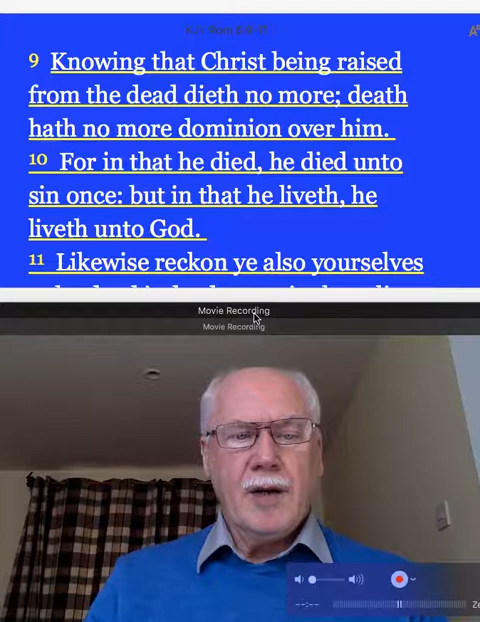 9 Knowing that Christ being raised
from the dead dieth no more; death
hath no more dominion over him.
10 For in that he died, he died unto
sin once: but in that he liveth, he
liveth unto God.
11 Likewise reckon ye also yourselves
Movie Recording
Movie Recording
--:--